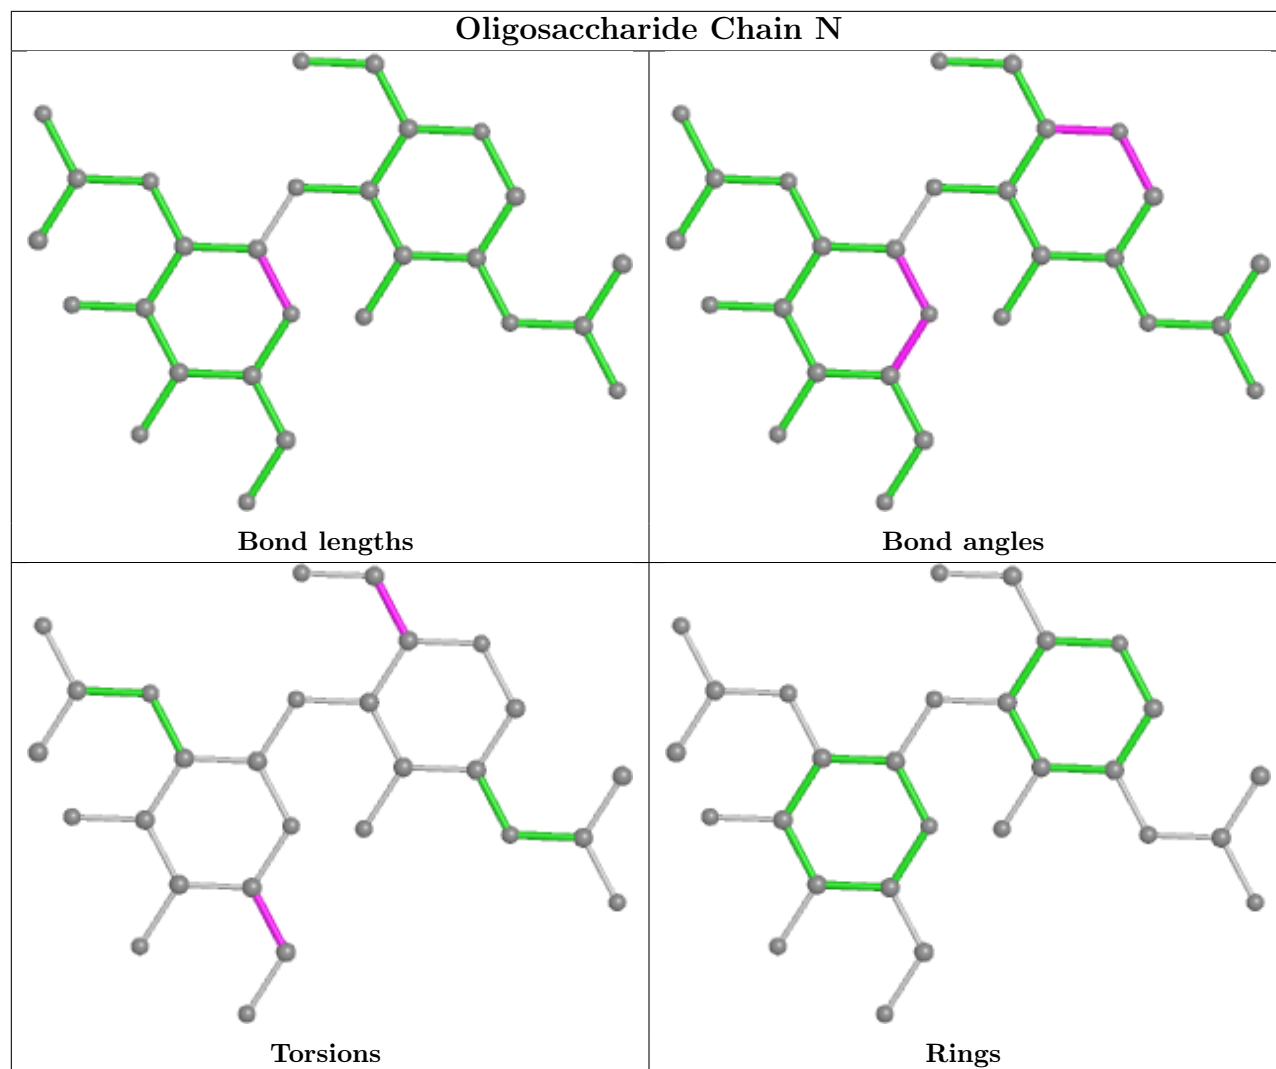 Oligosaccharide Chain N
Bond lengths
Bond angles
Torsions
Rings